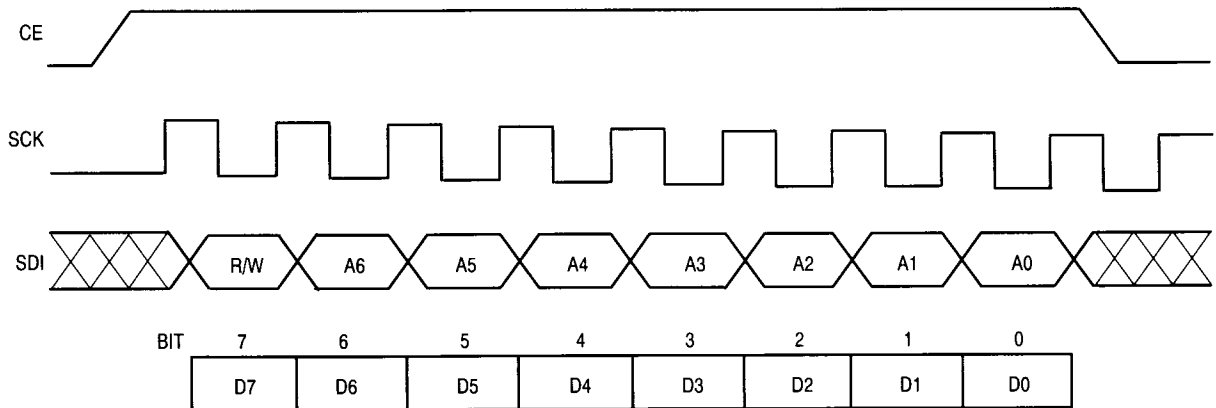 CE
SCK
SDI R/W A6 A5 A4 A3 A2 A1 A0
BIT 7 6 5 4 3 2 1 0
D7 D6 D5 D4 D3 D2 D1 D0